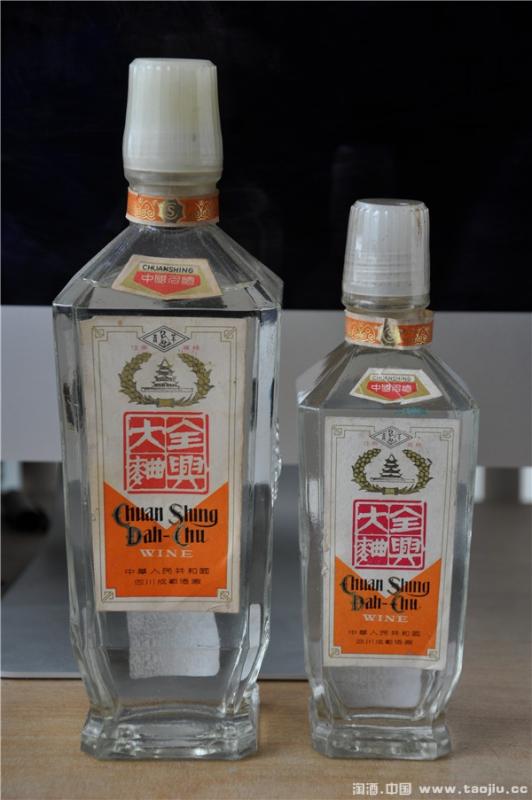 CHUANSHING
中國名酒
全興
大麯
Chuan Shing
Dah-Chu
WINE
中華人民共和國
四川成都酒廠
CHUANSHING
中國名酒
全興
大麯
Chuan Shing
Dah-Chu
WINE
中華人民共和國
四川成都酒廠
淘酒.中国 www.taojiu.cc